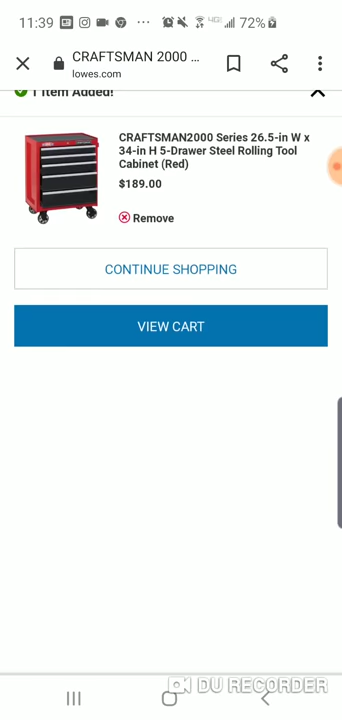 11:39 72%
CRAFTSMAN 2000 ...
lowes.com
1 Item Added!
CRAFTSMAN2000 Series 26.5-in W x
34-in H 5-Drawer Steel Rolling Tool
Cabinet (Red)
$189.00
Remove
CONTINUE SHOPPING
VIEW CART
DU RECORDER